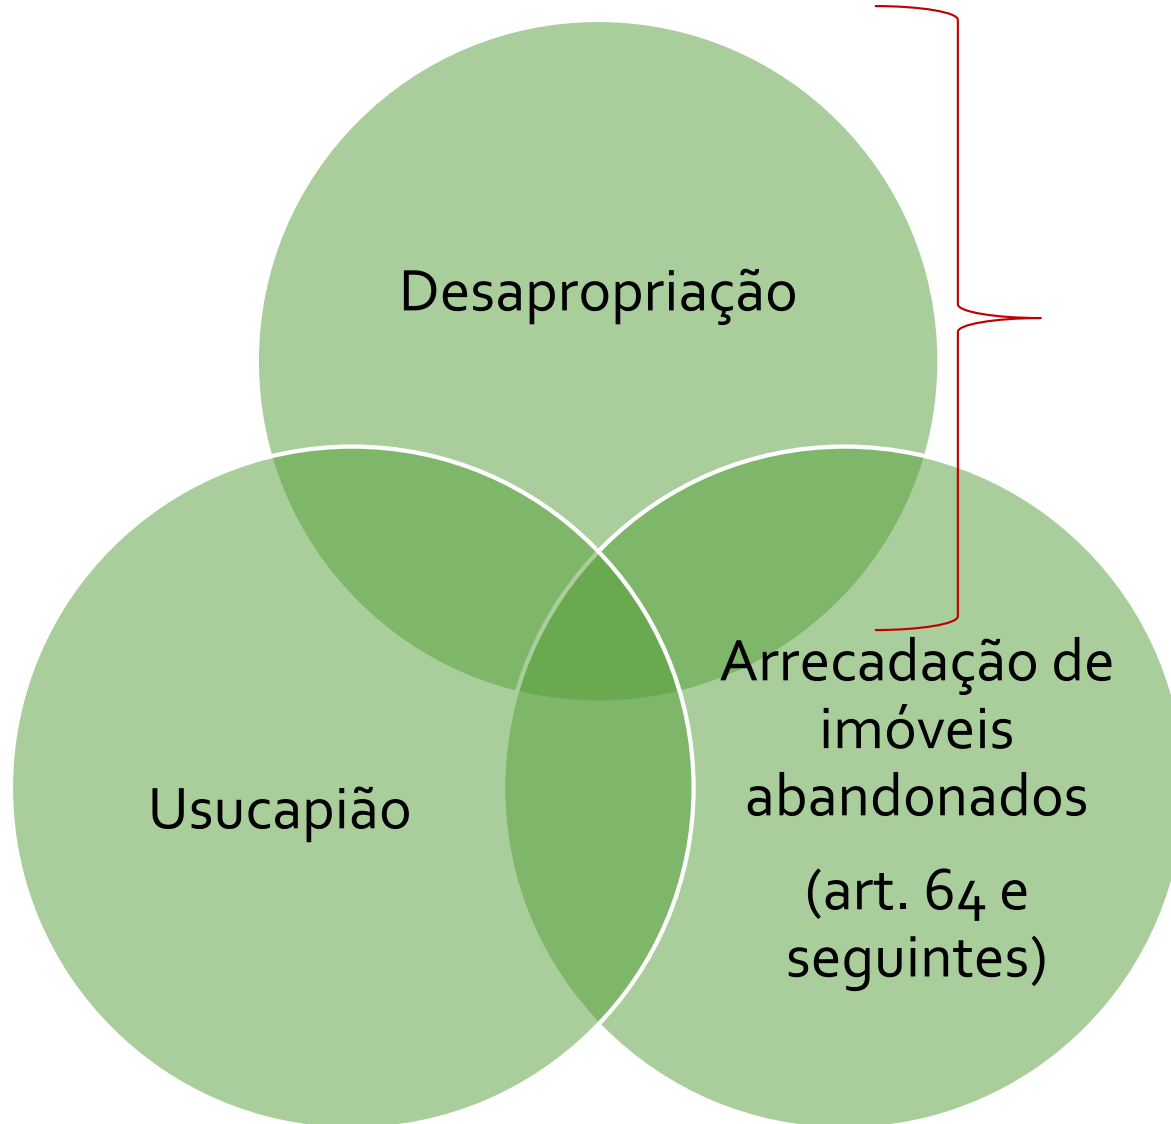 Desapropriação
Usucapião
Arrecadação de
imóveis
abandonados
(art. 64 e
seguintes)